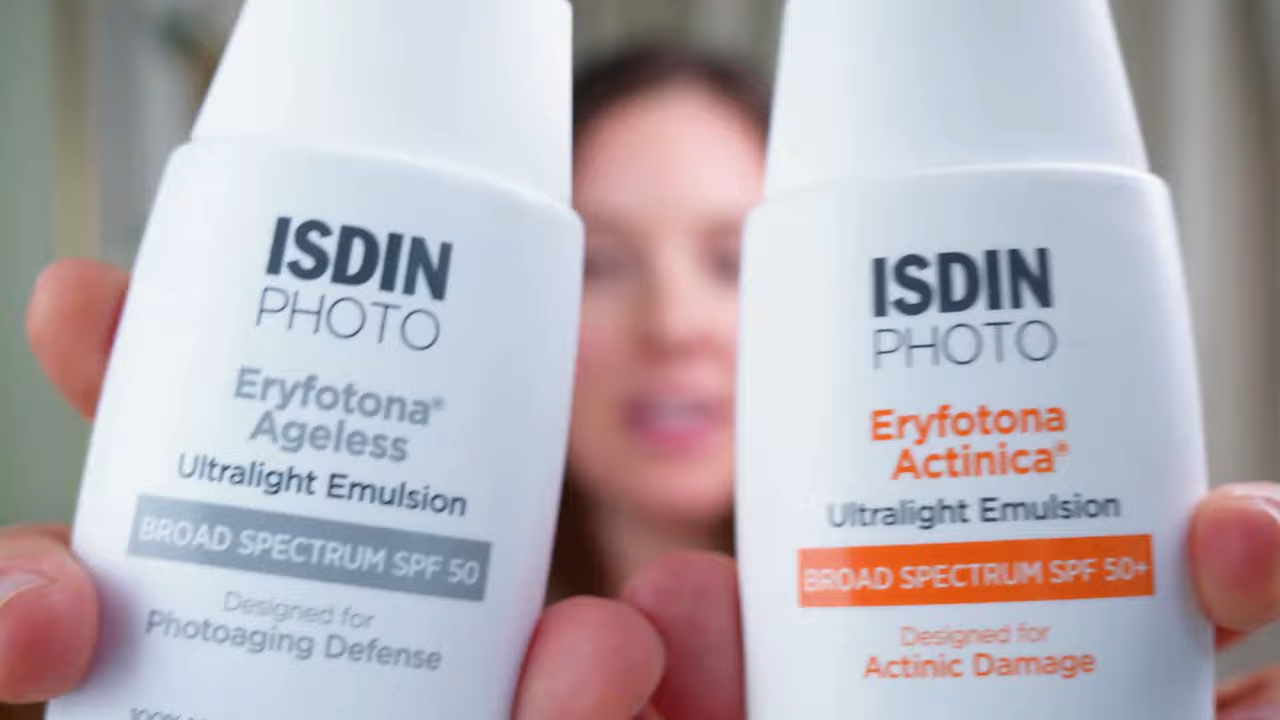 ISDIN
PHOTO
Eryfotona®
Ageless
Ultralight Emulsion
BROAD SPECTRUM SPF 50
Designed for
Photoaging Defense
100%
ISDIN
PHOTO
Eryfotona
Actinica®
Ultralight Emulsion
BROAD SPECTRUM SPF 50+
Designed for
Actinic Damage